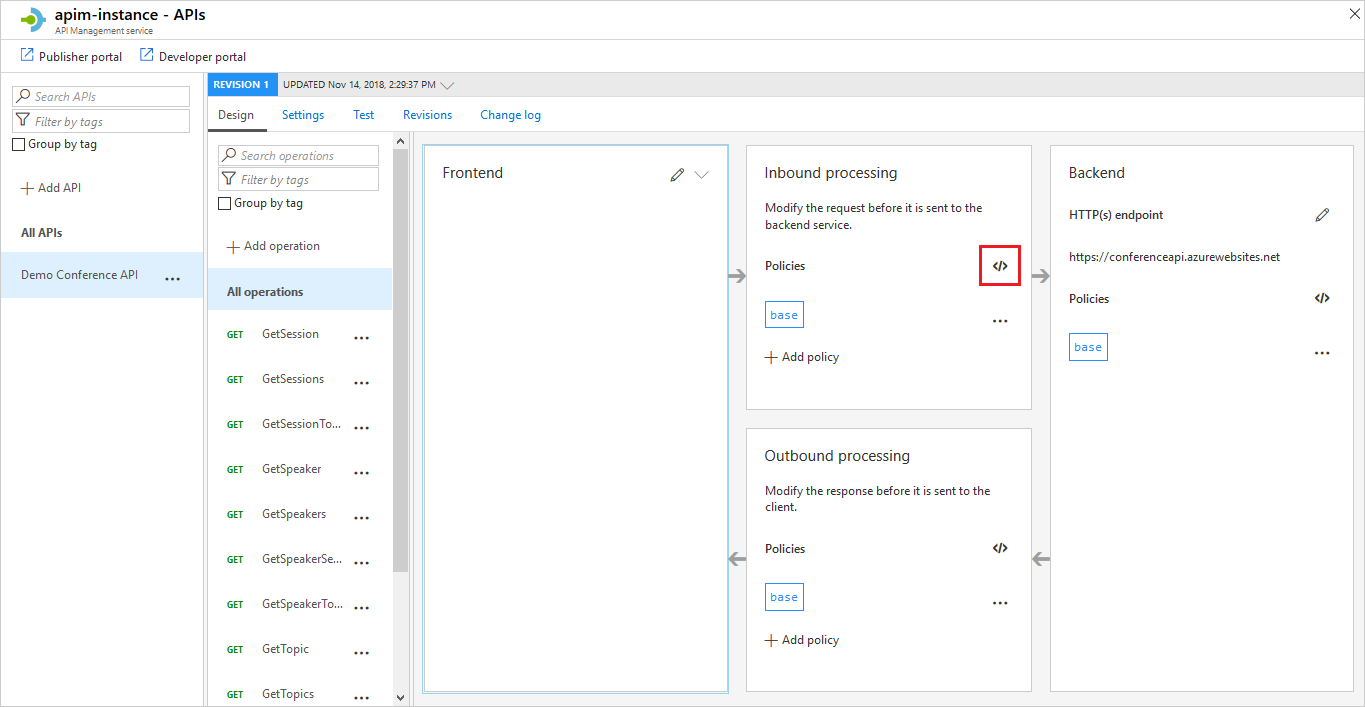 apim-instance - APIs
API Management service
Publisher portal
Developer portal
Search APIs
Filter by tags
Group by tag
Add API
All APIs
Demo Conference API
REVISION 1
UPDATED Nov 14, 2018, 2:29:37 PM
Design
Settings
Test
Revisions
Change log
Search operations
Filter by tags
Group by tag
Add operation
All operations
GET GetSession
GET GetSessions
GET GetSessionTo...
GET GetSpeaker
GET GetSpeakers
GET GetSpeakerSe...
GET GetSpeakerTo...
GET GetTopic
GET GetTopics
Frontend
Inbound processing
Modify the request before it is sent to the
backend service.
Policies
</>
base
Add policy
Outbound processing
Modify the response before it is sent to the
client.
Policies
</>
base
Add policy
Backend
HTTP(s) endpoint
https://conferenceapi.azurewebsites.net
Policies
</>
base